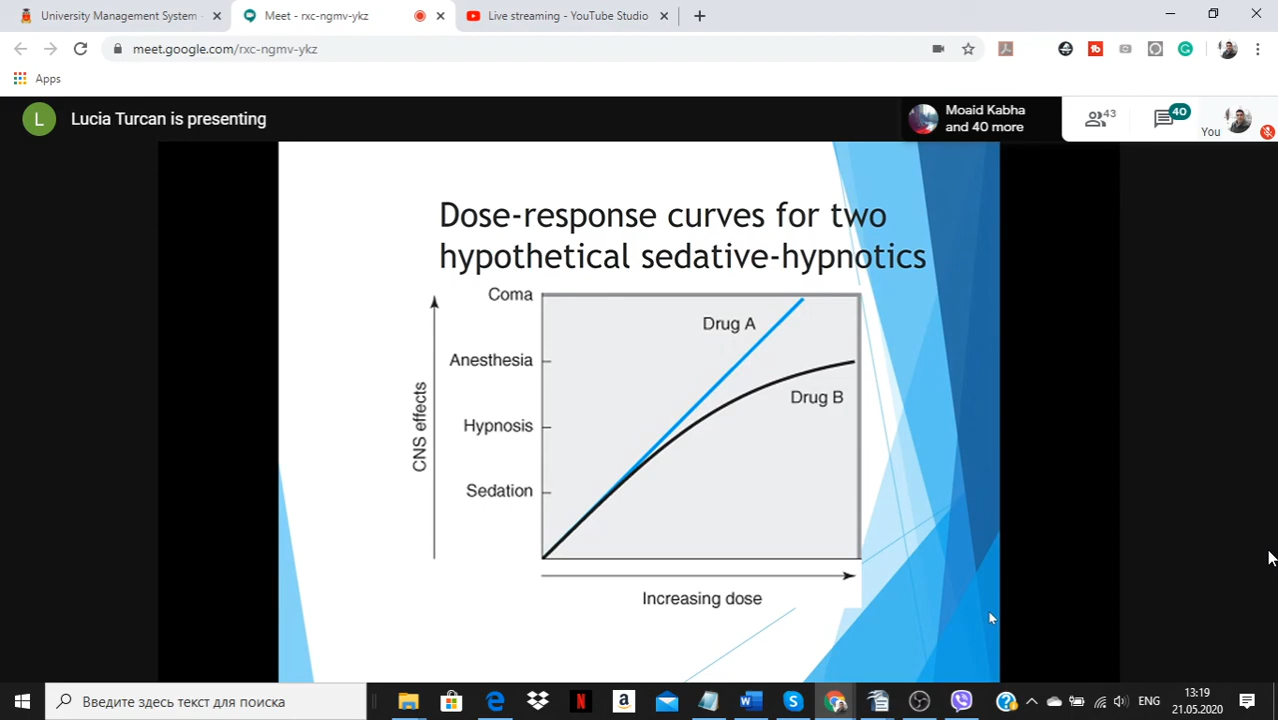 University Management System -
Meet - rxc-ngmv-ykz
Live streaming - YouTube Studio
meet.google.com/rxc-ngmv-ykz
Apps
L
Lucia Turcan is presenting
Moaid Kabha
and 40 more
43
40
You
Dose-response curves for two
hypothetical sedative-hypnotics
Coma
Drug A
Anesthesia
Drug B
CNS effects
Hypnosis
Sedation
Increasing dose
Введите здесь текст для поиска
ENG
13:19
21.05.2020